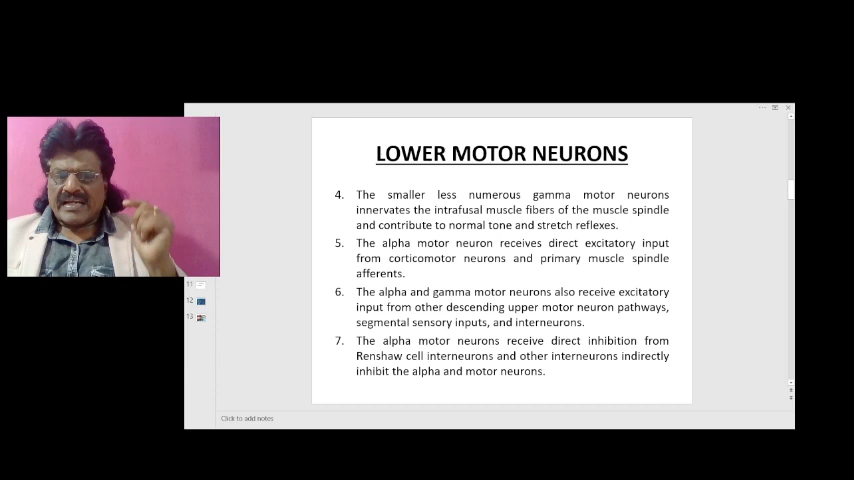 LOWER MOTOR NEURONS
4. The smaller less numerous gamma motor neurons
innervates the intrafusal muscle fibers of the muscle spindle
and contribute to normal tone and stretch reflexes.
5. The alpha motor neuron receives direct excitatory input
from corticomotor neurons and primary muscle spindle
afferents.
6. The alpha and gamma motor neurons also receive excitatory
input from other descending upper motor neuron pathways,
segmental sensory inputs, and interneurons.
7. The alpha motor neurons receive direct inhibition from
Renshaw cell interneurons and other interneurons indirectly
inhibit the alpha and motor neurons.
11
12
13
Click to add notes